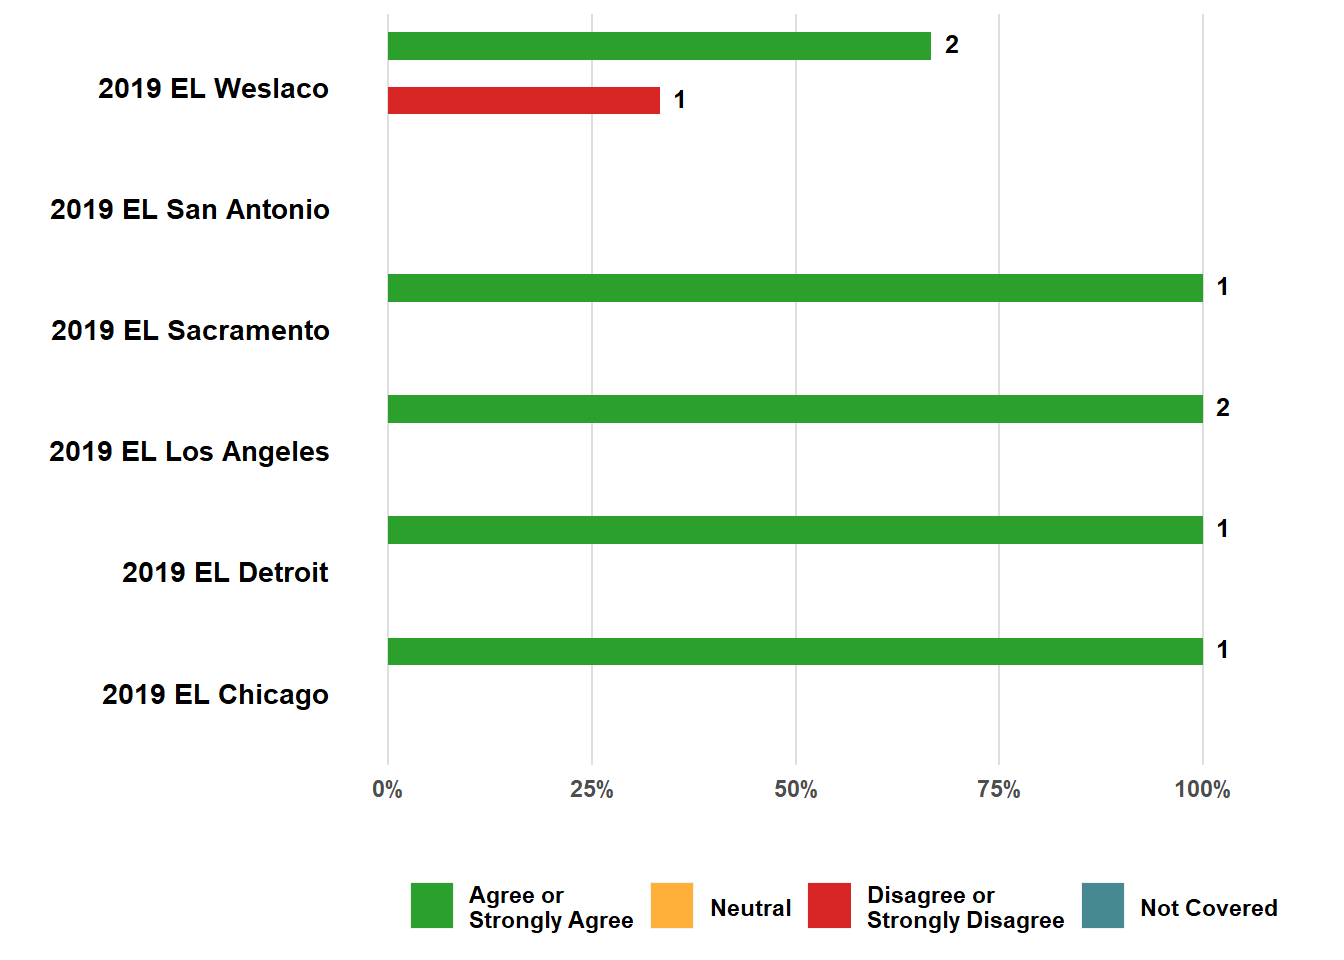 2
2019 EL Weslaco
1
2019 EL San Antonio
1
2019 EL Sacramento
2
2019 EL Los Angeles
1
2019 EL Detroit
1
2019 EL Chicago
0% 25% 50% 75% 100%
Agree or
Strongly Agree
Neutral
Disagree or
Strongly Disagree
Not Covered